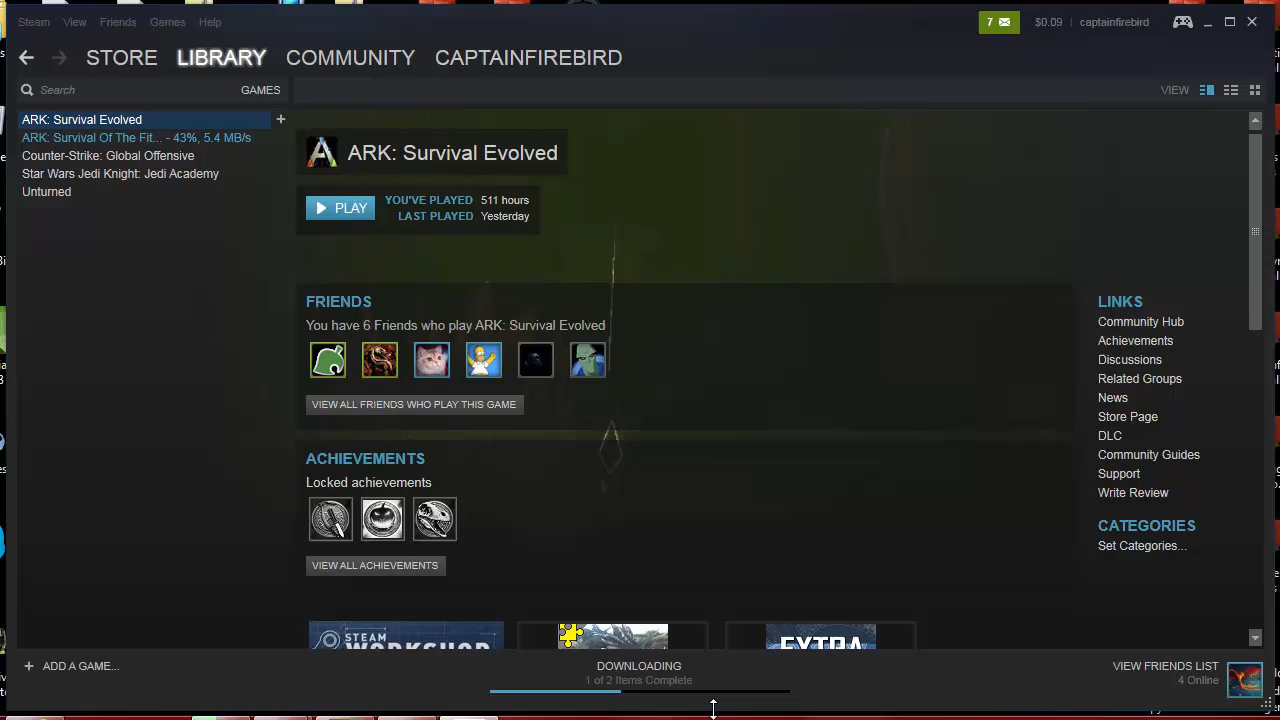 Steam View Friends Games Help
7 $0.09 captainfirebird
STORE LIBRARY COMMUNITY CAPTAINFIREBIRD
Search GAMES VIEW
ARK: Survival Evolved +
ARK: Survival Of The Fit... - 43%, 5.4 MB/s
Counter-Strike: Global Offensive
Star Wars Jedi Knight: Jedi Academy
Unturned
ARK: Survival Evolved
PLAY
YOU'VE PLAYED 511 hours
LAST PLAYED Yesterday
FRIENDS
You have 6 Friends who play ARK: Survival Evolved
VIEW ALL FRIENDS WHO PLAY THIS GAME
ACHIEVEMENTS
Locked achievements
VIEW ALL ACHIEVEMENTS
STEAM
WORKSHOP
EXTRA
LINKS
Community Hub
Achievements
Discussions
Related Groups
News
Store Page
DLC
Community Guides
Support
Write Review
CATEGORIES
Set Categories...
+ ADD A GAME...
DOWNLOADING
1 of 2 Items Complete
VIEW FRIENDS LIST
4 Online